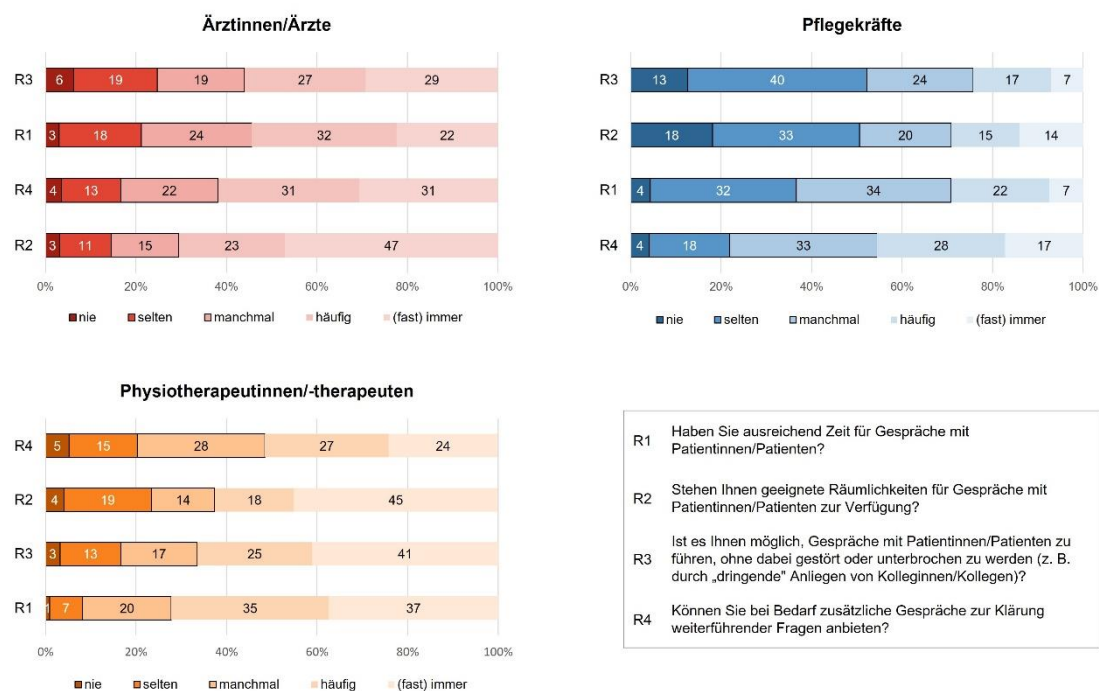 Ärztinnen/Ärzte
R3 6 19 19 27 29
R1 3 18 24 32 22
R4 4 13 22 31 31
R2 3 11 15 23 47
0% 20% 40% 60% 80% 100%
nie selten manchmal häufig (fast) immer
Pflegekräfte
R3 13 40 24 17 7
R2 18 33 20 15 14
R1 4 32 34 22 7
R4 4 18 33 28 17
0% 20% 40% 60% 80% 100%
nie selten manchmal häufig (fast) immer
Physiotherapeutinnen/-therapeuten
R4 5 15 28 27 24
R2 4 19 14 18 45
R3 3 13 17 25 41
R1 1 7 20 35 37
0% 20% 40% 60% 80% 100%
nie selten manchmal häufig (fast) immer
R1 Haben Sie ausreichend Zeit für Gespräche mit
Patientinnen/Patienten?
R2 Stehen Ihnen geeignete Räumlichkeiten für Gespräche mit
Patientinnen/Patienten zur Verfügung?
R3 Ist es Ihnen möglich, Gespräche mit Patientinnen/Patienten zu
führen, ohne dabei gestört oder unterbrochen zu werden (z. B.
durch „dringende" Anliegen von Kolleginnen/Kollegen)?
R4 Können Sie bei Bedarf zusätzliche Gespräche zur Klärung
weiterführender Fragen anbieten?